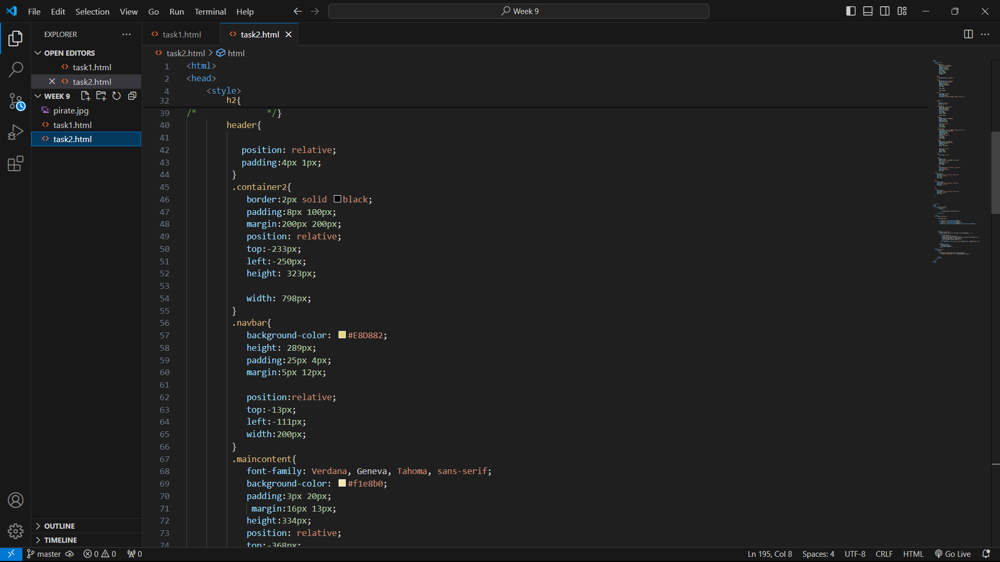 File Edit Selection View Go Run Terminal Help
Week 9
EXPLORER
OPEN EDITORS
task1.html
task2.html
WEEK 9
pirate.jpg
task1.html
task2.html
OUTLINE
TIMELINE
task1.html
task2.html
task2.html > html
1 <html>
2 <head>
4 <style>
32 h2{
39 /* */}
40 header{
41
42 position: relative;
43 padding:4px 1px;
44 }
45 .container2{
46 border:2px solid black;
47 padding:8px 100px;
48 margin:200px 200px;
49 position: relative;
50 top:-233px;
51 left:-250px;
52 height: 323px;
53
54 width: 798px;
55 }
56 .navbar{
57 background-color: #E8D882;
58 height: 289px;
59 padding:25px 4px;
60 margin:5px 12px;
61
62 position:relative;
63 top:-13px;
64 left:-111px;
65 width:200px;
66 }
67 .maincontent{
68 font-family: Verdana, Geneva, Tahoma, sans-serif;
69 background-color: #f1e8b0;
70 padding:3px 20px;
71 margin:16px 13px;
72 height:334px;
73 position: relative;
74 top:-368px;
master 0 0 0
Ln 195, Col 8 Spaces: 4 UTF-8 CRLF HTML Go Live